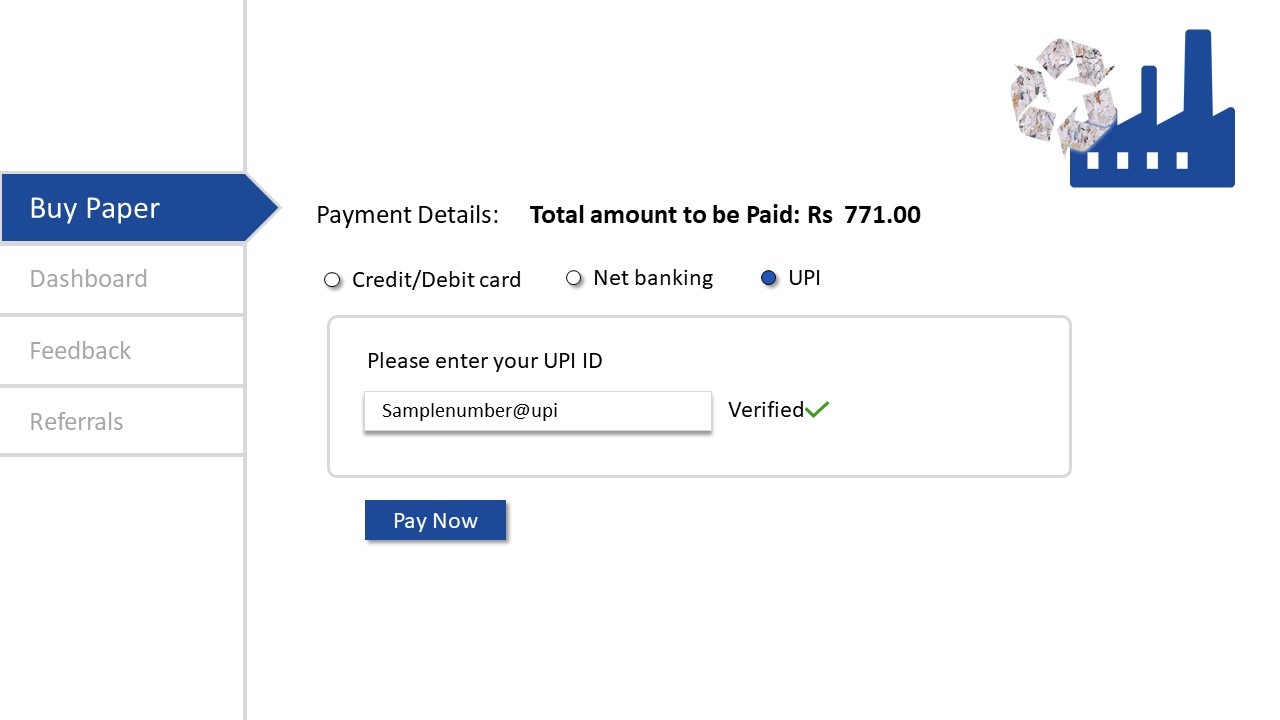 Buy Paper
Dashboard
Feedback
Referrals
Payment Details: Total amount to be Paid: Rs 771.00
Credit/Debit card Net banking UPI
Please enter your UPI ID
Samplenumber@upi Verified
Pay Now